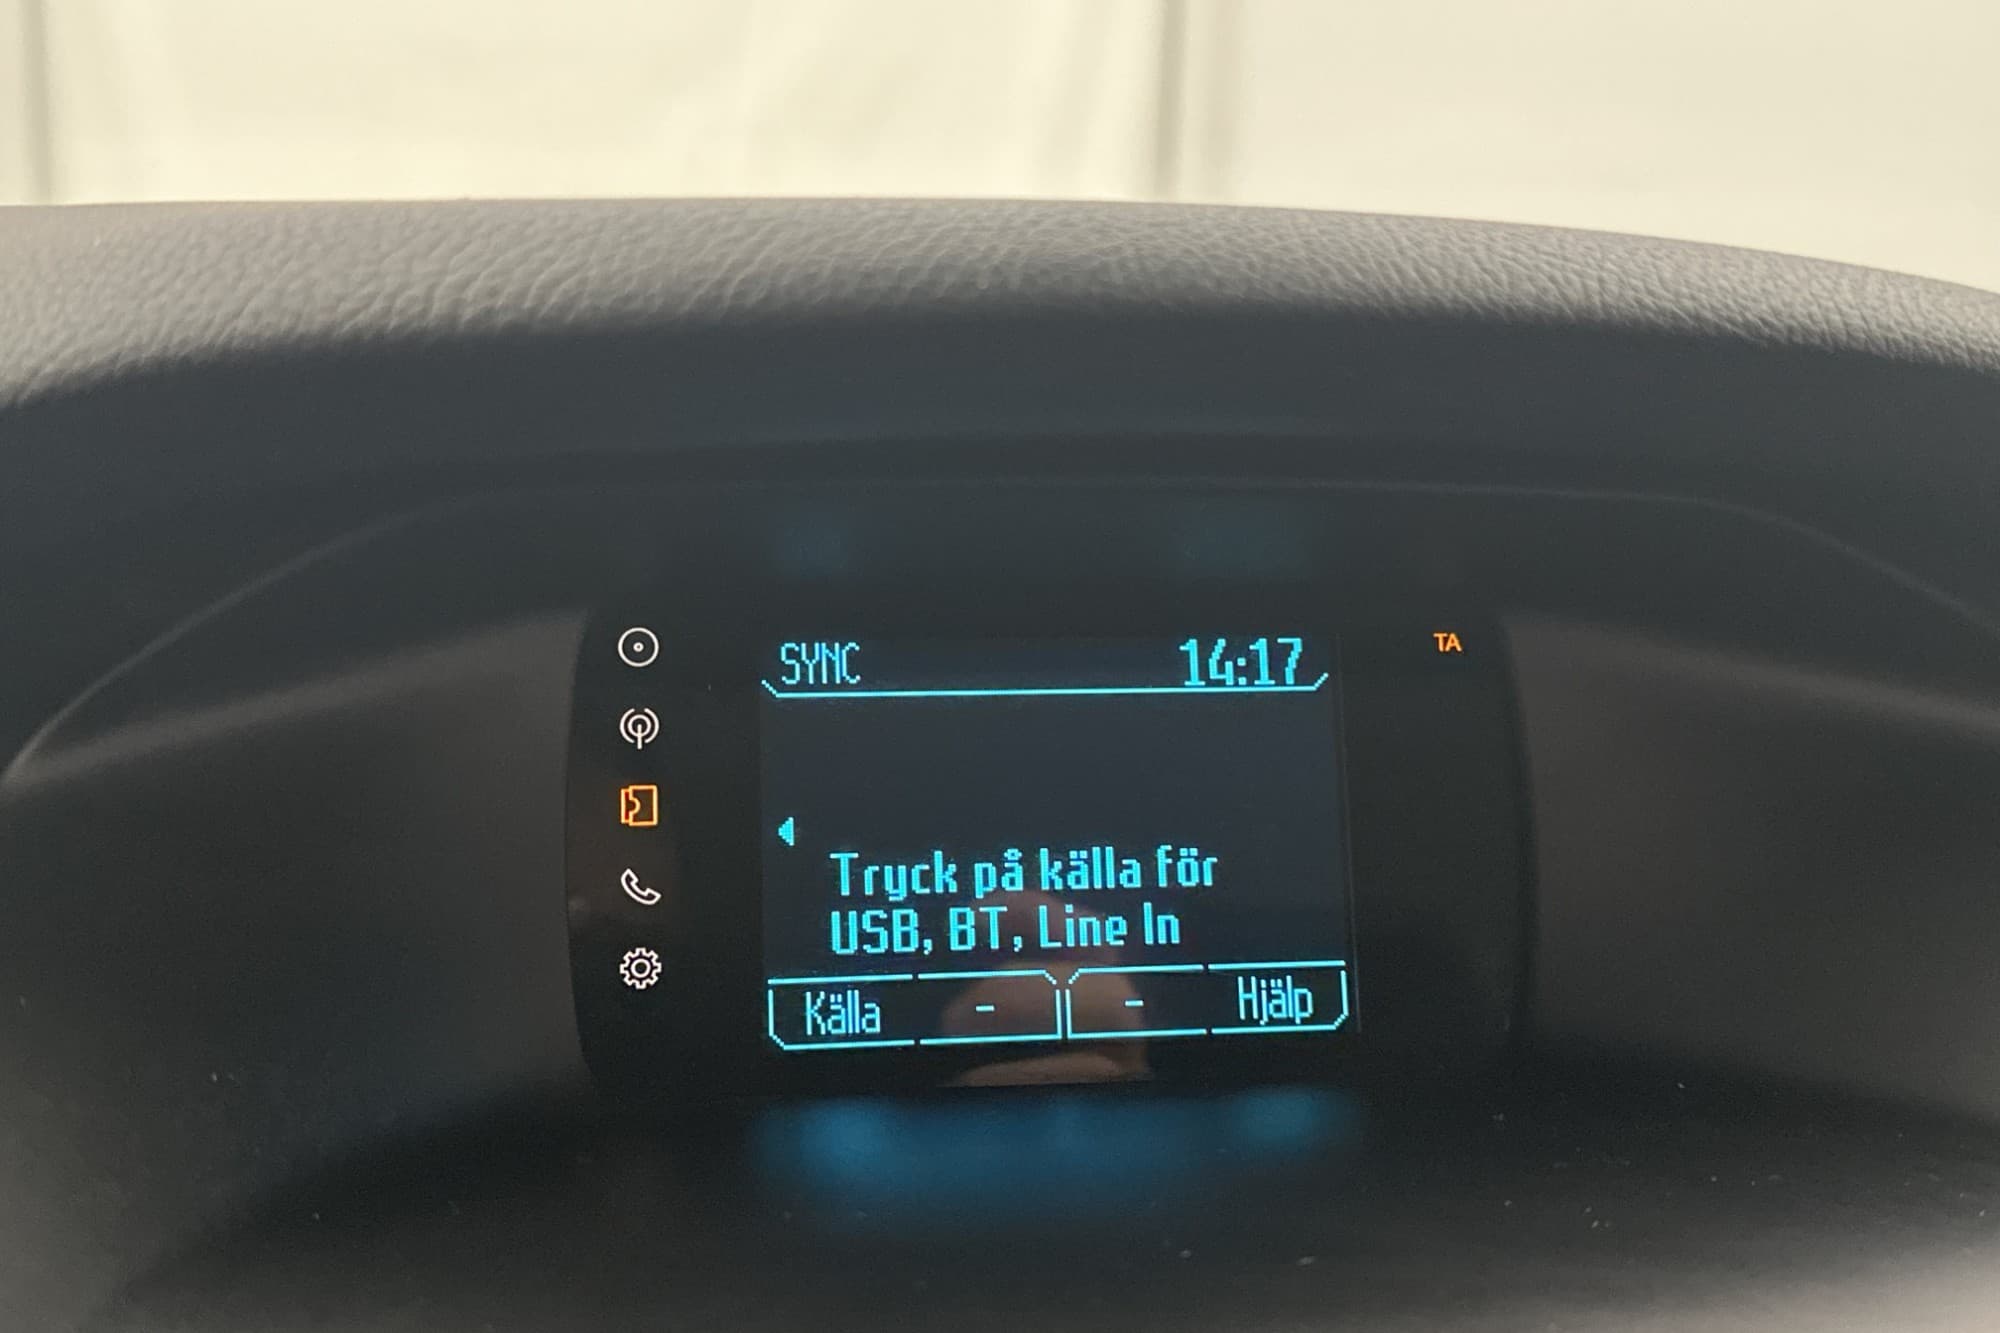 SYNC 14:17 TA
Tryck på källa för
USB, BT, Line In
Källa - - Hjälp